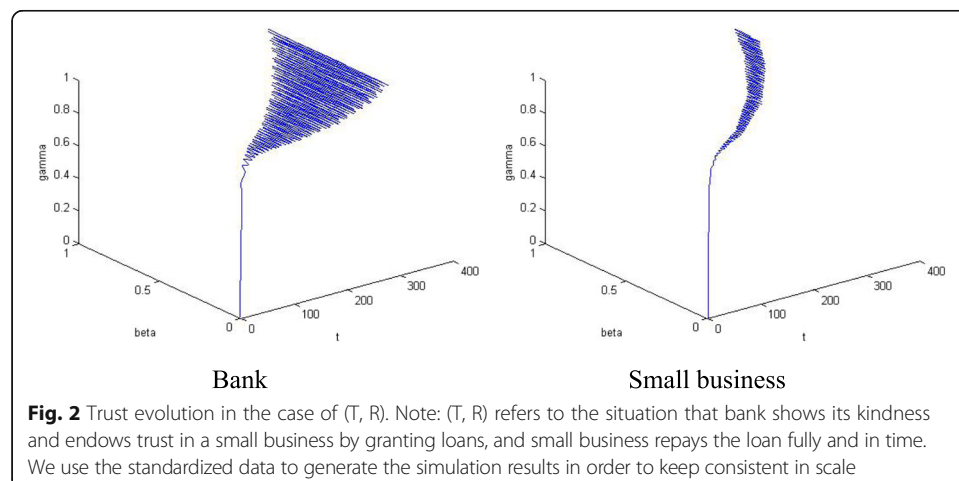 1
0.8
0.6
0.4
0.2
0
gamma
1
0.5
0
beta
0
100
200
300
400
t
Bank
1
0.8
0.6
0.4
0.2
0
gamma
1
0.5
0
beta
0
100
200
300
400
t
Small business
Fig. 2 Trust evolution in the case of (T, R). Note: (T, R) refers to the situation that bank shows its kindness
and endows trust in a small business by granting loans, and small business repays the loan fully and in time.
We use the standardized data to generate the simulation results in order to keep consistent in scale